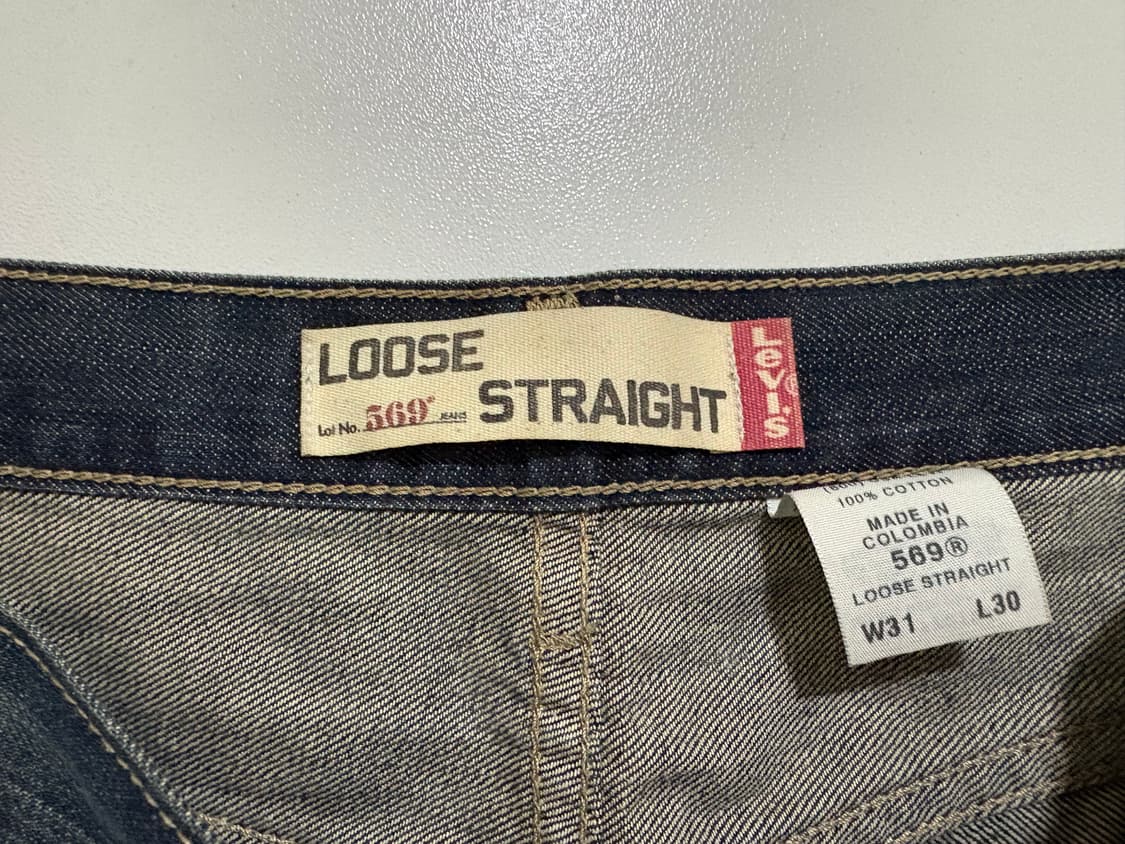 LOOSE
STRAIGHT
Lot No. 569® JEANS
Levi's®
100% COTTON
MADE IN
COLOMBIA
569®
LOOSE STRAIGHT
W31 L30